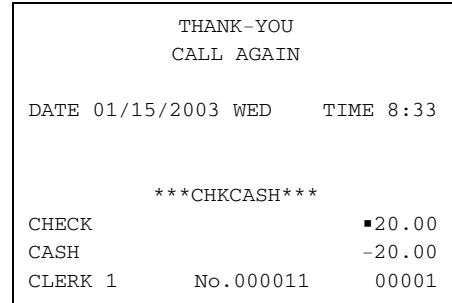 THANK-YOU
CALL AGAIN
DATE 01/15/2003 WED TIME 8:33
***CHKCASH***
CHECK ▪20.00
CASH -20.00
CLERK 1 No.000011 00001